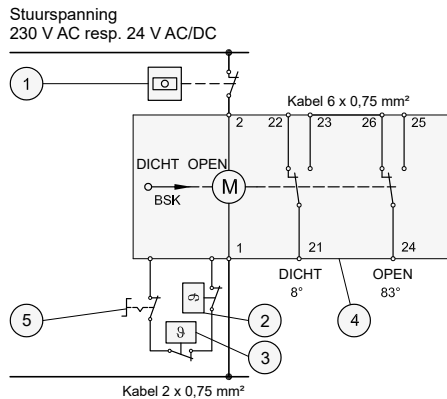 Stuurspanning
230 V AC resp. 24 V AC/DC
1
Kabel 6 x 0,75 mm²
2 22 23 26 25
DICHT OPEN
M
BSK
1 21 24
DICHT OPEN
8° 83°
5 ϑ 2 4
ϑ 3
Kabel 2 x 0,75 mm²